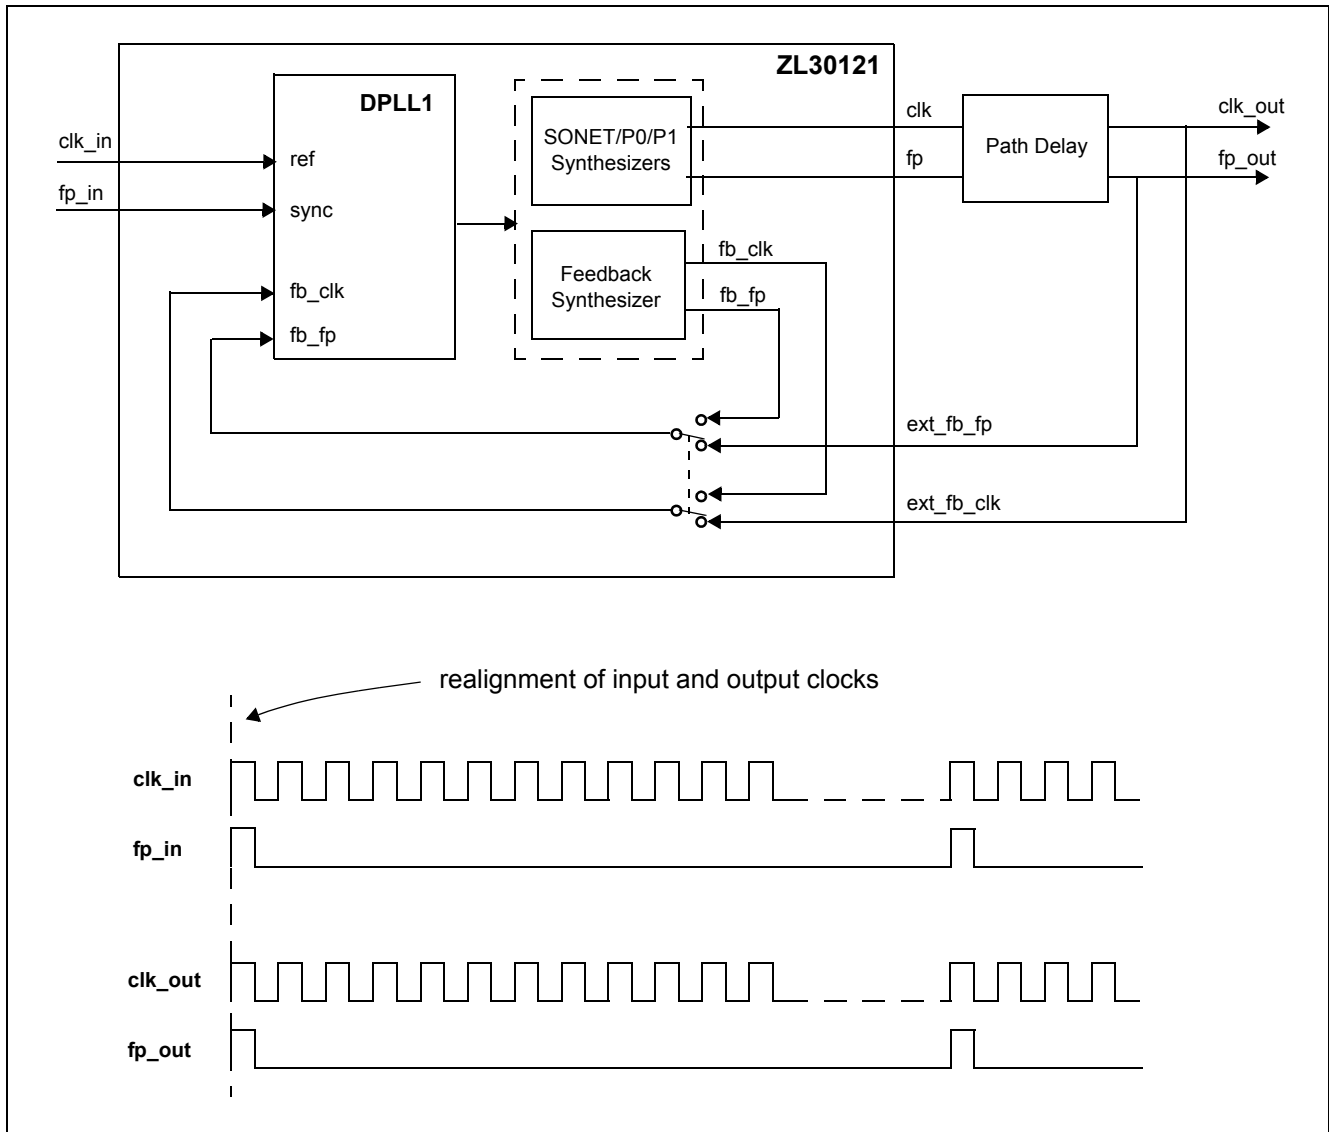 ZL30121
DPLL1
clk_in
ref
fp_in
sync
fb_clk
fb_fp
SONET/P0/P1
Synthesizers
Feedback
Synthesizer
fb_clk
fb_fp
clk
fp
Path Delay
clk_out
fp_out
ext_fb_fp
ext_fb_clk
realignment of input and output clocks
clk_in
fp_in
clk_out
fp_out